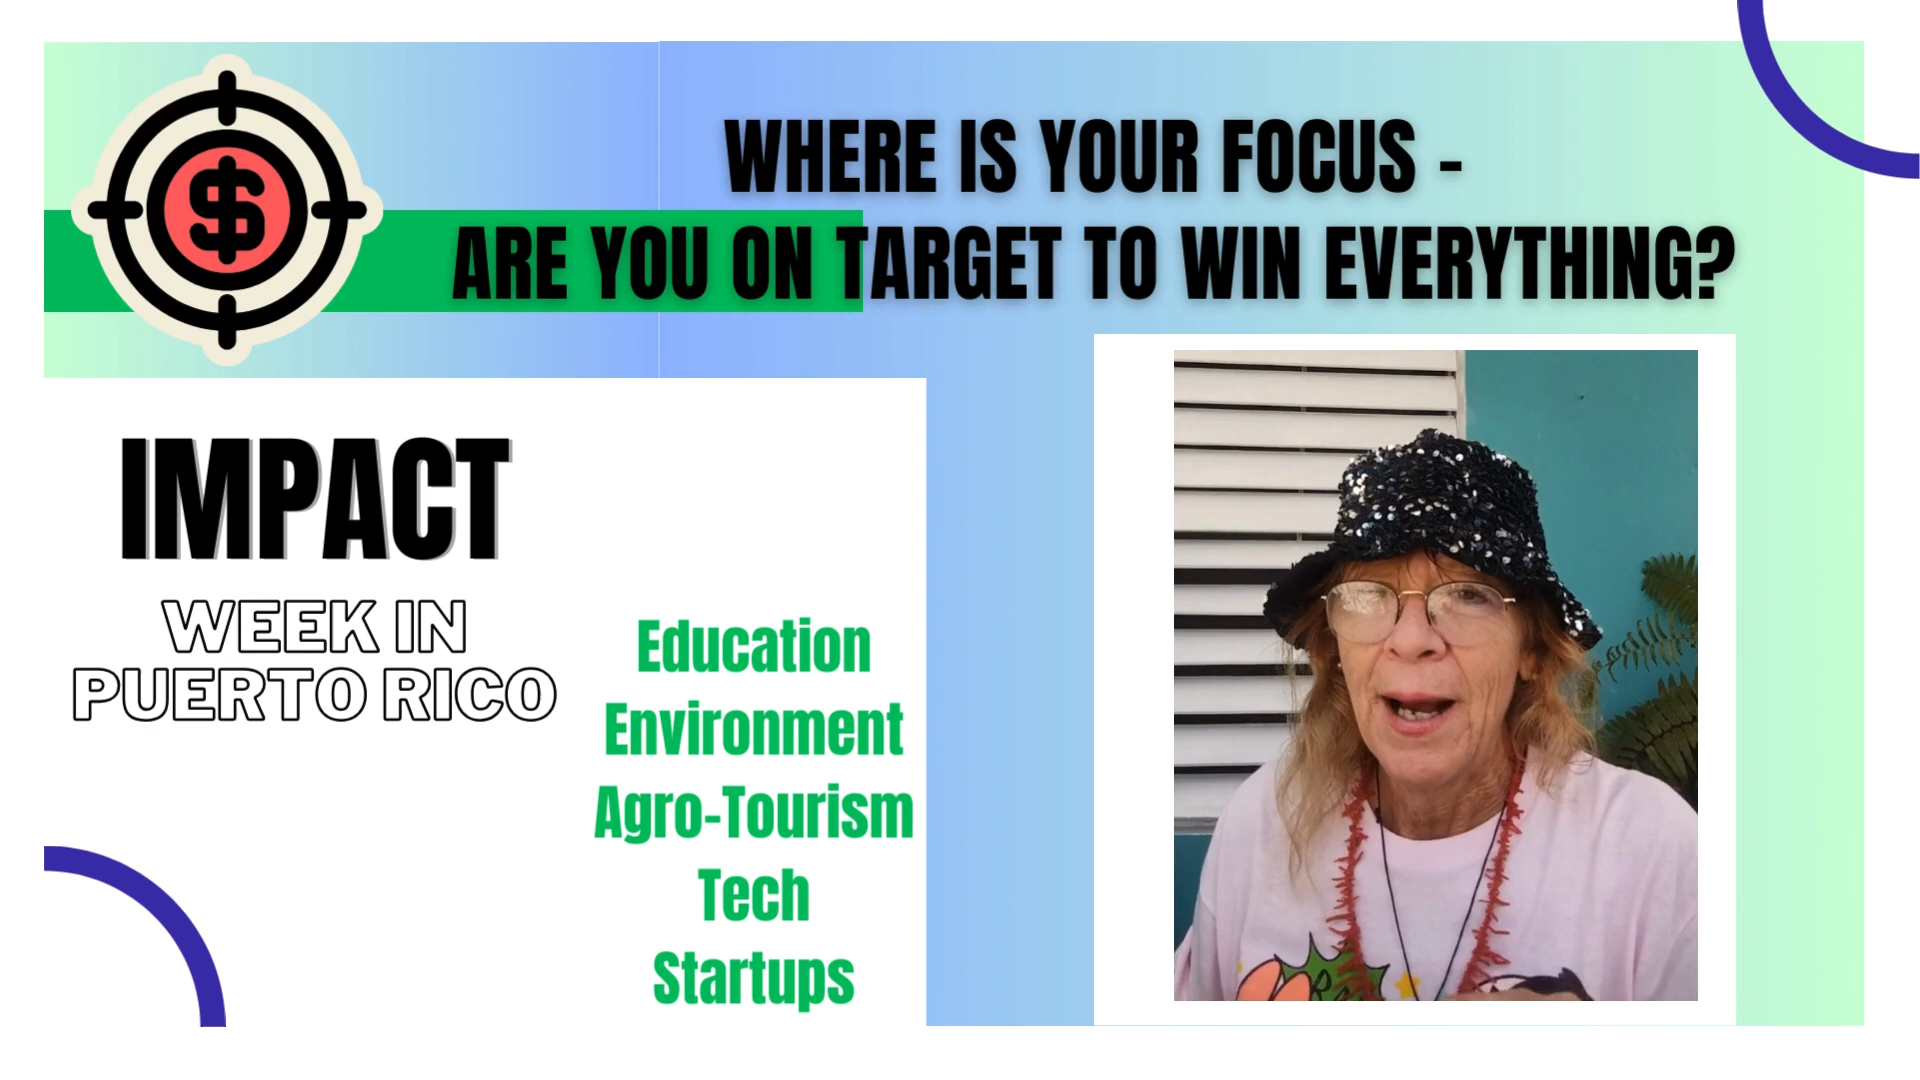 WHERE IS YOUR FOCUS -
ARE YOU ON TARGET TO WIN EVERYTHING?
$
IMPACT
WEEK IN
PUERTO RICO
Education
Environment
Agro-Tourism
Tech
Startups